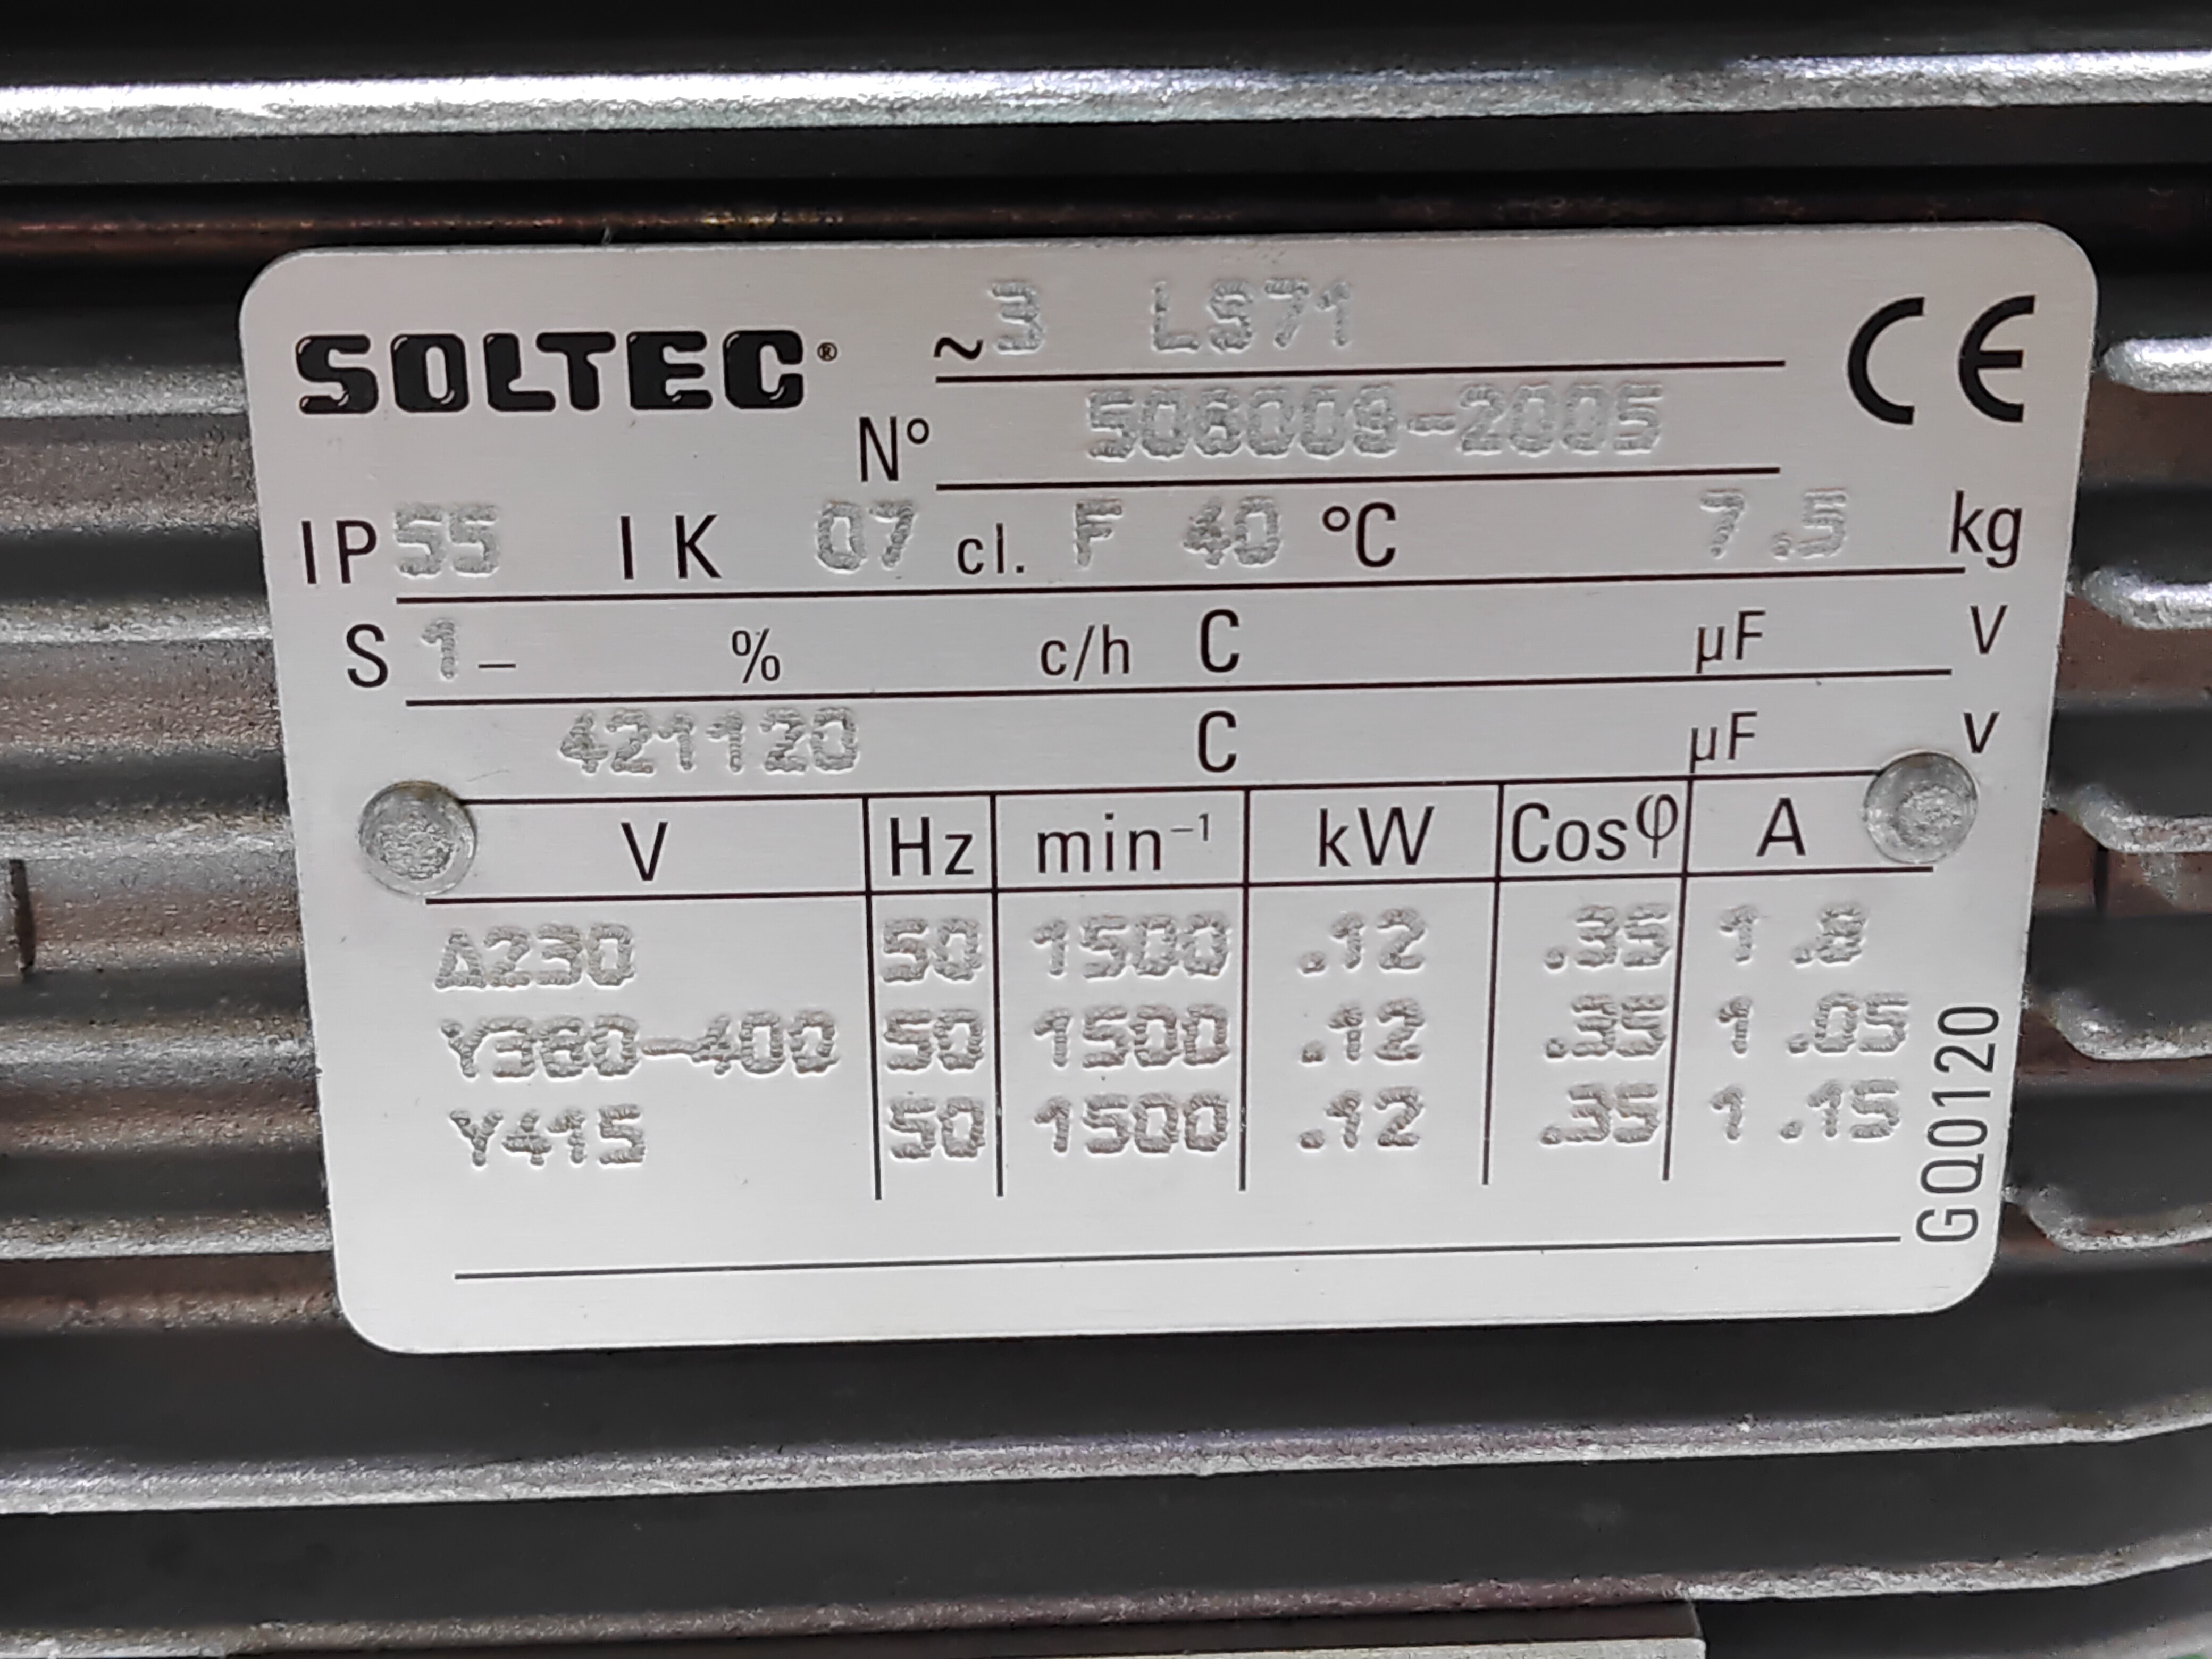 SOLTEC® ~3 LS71 CE
N° 506009-2005
IP55 IK 07 cl. F 40 °C 7.5 kg
S 1 - % c/h C µF V
421120 C µF V
V Hz min⁻¹ kW Cosφ A
Δ230 50 1500 .12 .35 1.8
Y380-400 50 1500 .12 .35 1.05
Y415 50 1500 .12 .35 1.15
GQ0120